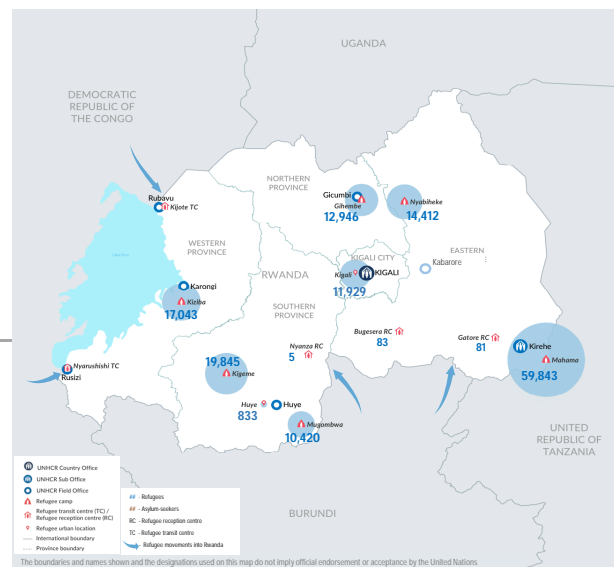 UGANDA
DEMOCRATIC
REPUBLIC OF
THE CONGO
NORTHERN
PROVINCE
Rubavu
Kijote TC
Gicumbi
Gihembe
12,946
Nyabiheke
14,412
WESTERN
PROVINCE
KIGALI CITY
EASTERN
Kabarore
Kigali
KIGALI
11,929
RWANDA
Karongi
Kiziba
17,043
SOUTHERN
PROVINCE
Bugesera RC
83
Gatore RC
81
Kirehe
Mahama
59,843
Nyanza RC
5
19,845
Kigeme
Nyarushishi TC
Rusizi
Huye
833
Huye
Mugombwa
10,420
UNITED
REPUBLIC OF
TANZANIA
BURUNDI
UNHCR Country Office
UNHCR Sub Office
UNHCR Field Office
Refugee camp
Refugee transit centre (TC) /
Refugee reception centre (RC)
Refugee urban location
International boundary
Province boundary
## - Refugees
## - Asylum-seekers
RC - Refugee reception centre
TC - Refugee transit centre
- Refugee movements into Rwanda
The boundaries and names shown and the designations used on this map do not imply official endorsement or acceptance by the United Nations